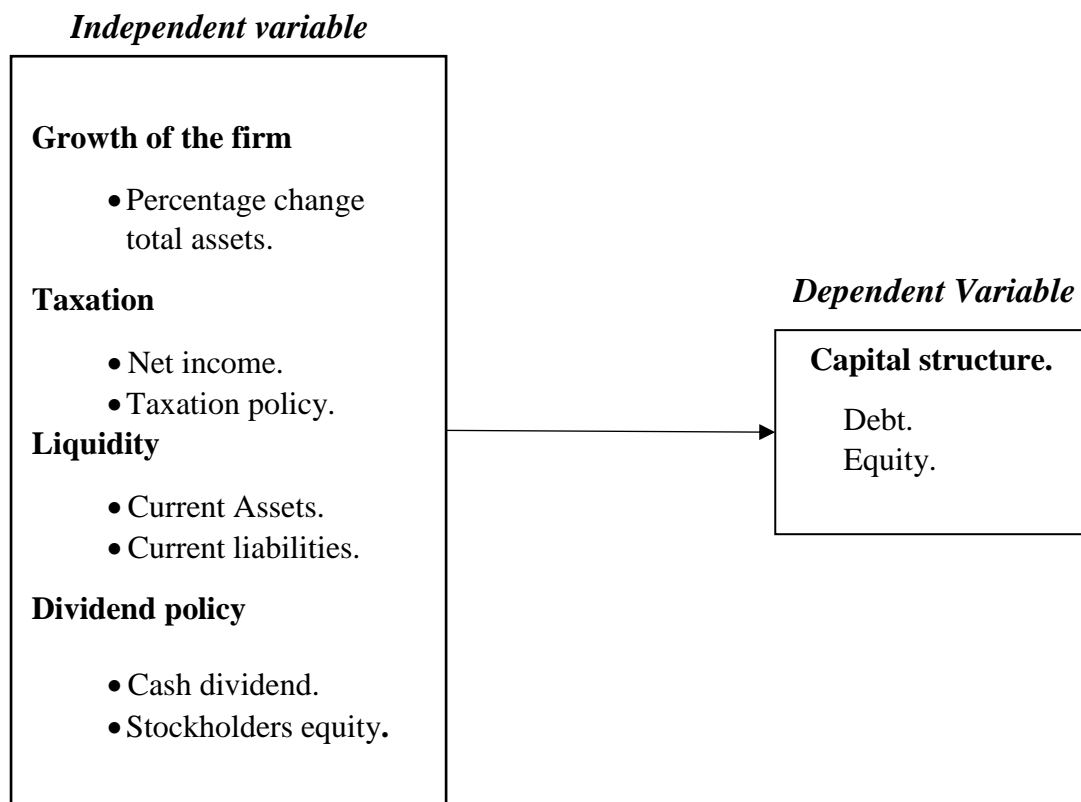 Independent variable
Growth of the firm
• Percentage change
total assets.
Taxation
• Net income.
• Taxation policy.
Liquidity
• Current Assets.
• Current liabilities.
Dividend policy
• Cash dividend.
• Stockholders equity.
Dependent Variable
Capital structure.
Debt.
Equity.